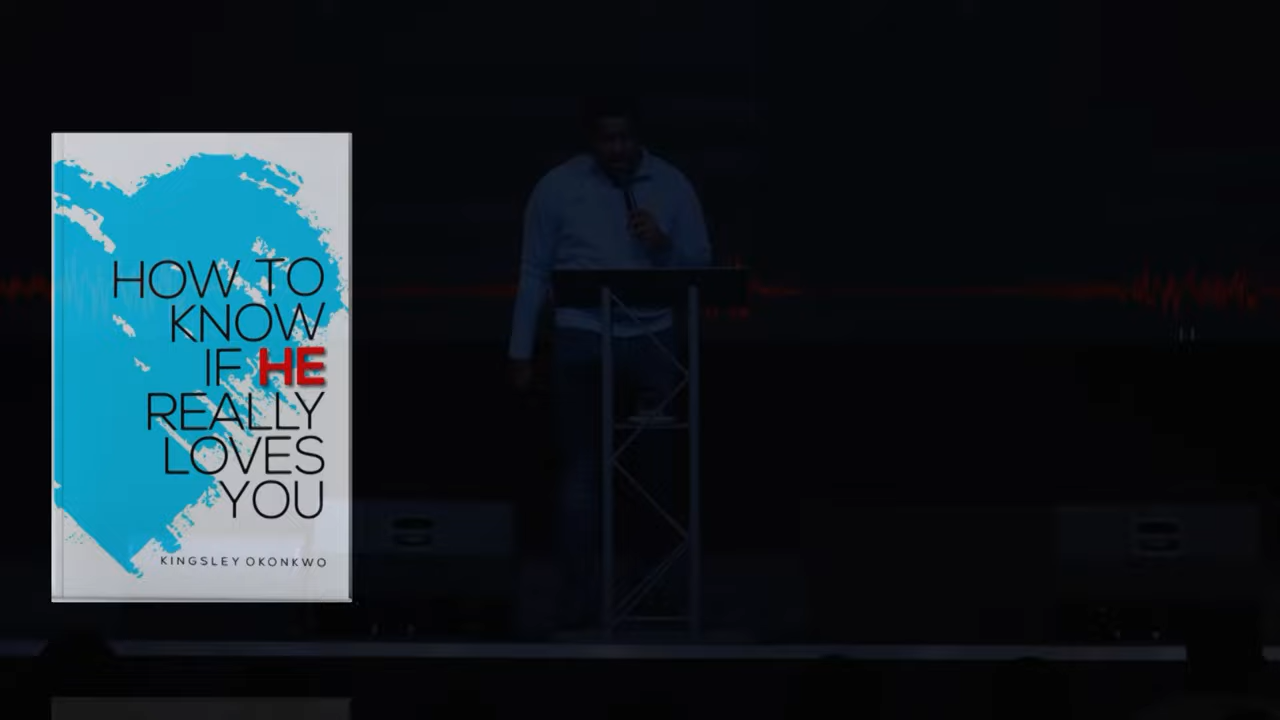 HOW TO
KNOW
IF HE
REALLY
LOVES
YOU
KINGSLEY OKONKWO